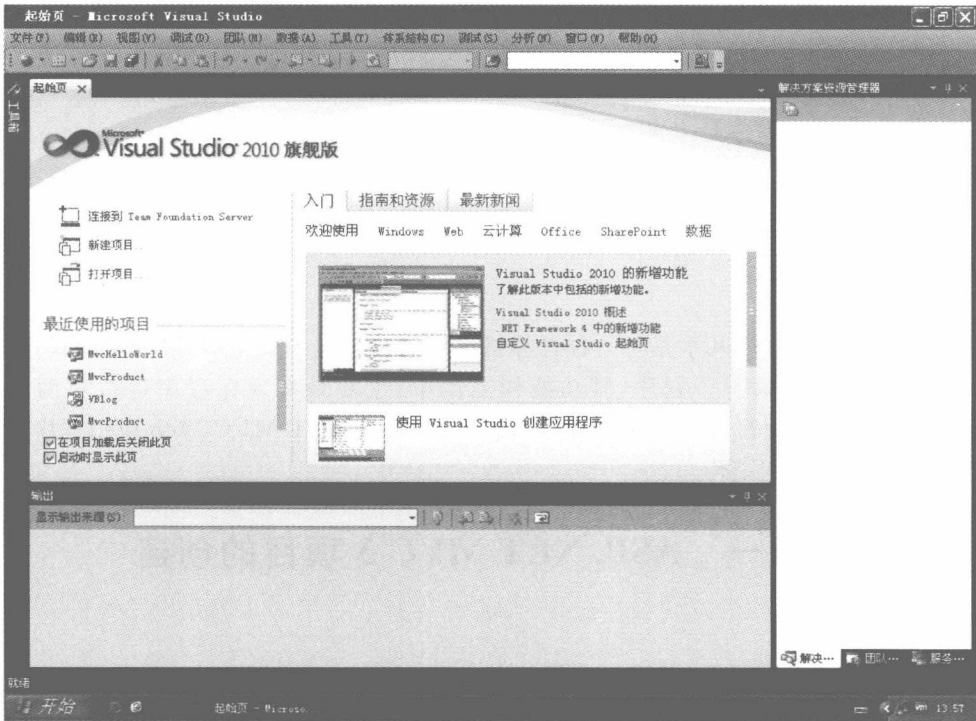 起始页 - Microsoft Visual Studio
文件(F) 编辑(E) 视图(V) 调试(D) 团队(M) 数据(A) 工具(T) 体系结构(C) 测试(S) 分析(N) 窗口(W) 帮助(H)
工具箱
起始页
Microsoft
Visual Studio 2010 旗舰版
连接到 Team Foundation Server
新建项目...
打开项目...
最近使用的项目
MvcHelloWorld
MvcProduct
VBlog
MvcProduct
在项目加载后关闭此页
启动时显示此页
入门 指南和资源 最新新闻
欢迎使用 Windows Web 云计算 Office SharePoint 数据
Visual Studio 2010 的新增功能
了解此版本中包括的新增功能。
Visual Studio 2010 概述
.NET Framework 4 中的新增功能
自定义 Visual Studio 起始页
使用 Visual Studio 创建应用程序
解决方案资源管理器
输出
显示输出来源(S):
解决… 团队… 服务…
就绪
开始
起始页 - Microso...
13:57